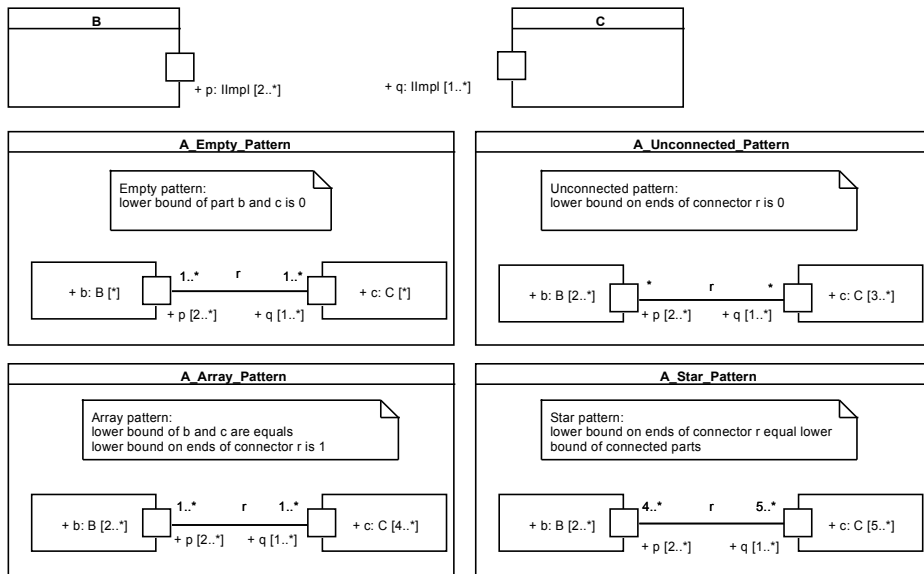 B
C
+ p: IImpl [2..*]
+ q: IImpl [1..*]
A_Empty_Pattern
Empty pattern:
lower bound of part b and c is 0
1..* r 1..*
+ b: B [*]
+ c: C [*]
+ p [2..*] + q [1..*]
A_Unconnected_Pattern
Unconnected pattern:
lower bound on ends of connector r is 0
* r *
+ b: B [2..*]
+ c: C [3..*]
+ p [2..*] + q [1..*]
A_Array_Pattern
Array pattern:
lower bound of b and c are equals
lower bound on ends of connector r is 1
1..* r 1..*
+ b: B [2..*]
+ c: C [4..*]
+ p [2..*] + q [1..*]
A_Star_Pattern
Star pattern:
lower bound on ends of connector r equal lower
bound of connected parts
4..* r 5..*
+ b: B [2..*]
+ c: C [5..*]
+ p [2..*] + q [1..*]